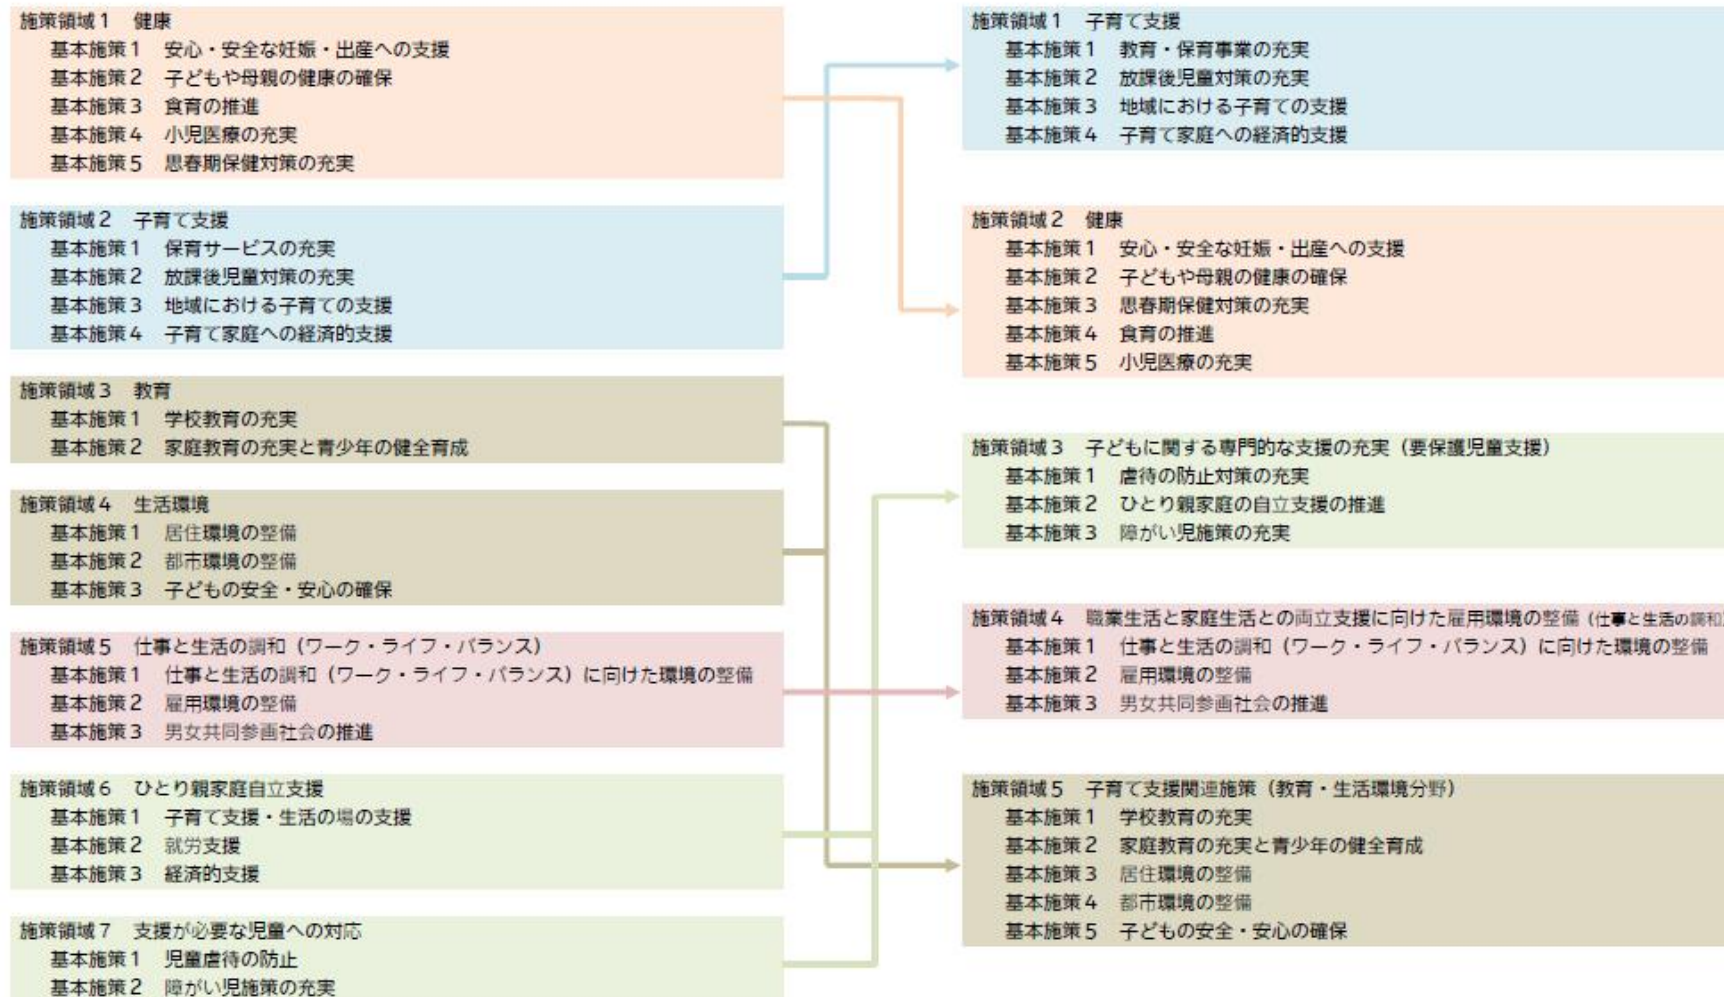 施策領域1　健康
基本施策1　安心・安全な妊娠・出産への支援
基本施策2　子どもや母親の健康の確保
基本施策3　食育の推進
基本施策4　小児医療の充実
基本施策5　思春期保健対策の充実
施策領域2　子育て支援
基本施策1　保育サービスの充実
基本施策2　放課後児童対策の充実
基本施策3　地域における子育ての支援
基本施策4　子育て家庭への経済的支援
施策領域3　教育
基本施策1　学校教育の充実
基本施策2　家庭教育の充実と青少年の健全育成
施策領域4　生活環境
基本施策1　居住環境の整備
基本施策2　都市環境の整備
基本施策3　子どもの安全・安心の確保
施策領域5　仕事と生活の調和（ワーク・ライフ・バランス）
基本施策1　仕事と生活の調和（ワーク・ライフ・バランス）に向けた環境の整備
基本施策2　雇用環境の整備
基本施策3　男女共同参画社会の推進
施策領域6　ひとり親家庭自立支援
基本施策1　子育て支援・生活の場の支援
基本施策2　就労支援
基本施策3　経済的支援
施策領域7　支援が必要な児童への対応
基本施策1　児童虐待の防止
基本施策2　障がい児施策の充実
施策領域1　子育て支援
基本施策1　教育・保育事業の充実
基本施策2　放課後児童対策の充実
基本施策3　地域における子育ての支援
基本施策4　子育て家庭への経済的支援
施策領域2　健康
基本施策1　安心・安全な妊娠・出産への支援
基本施策2　子どもや母親の健康の確保
基本施策3　思春期保健対策の充実
基本施策4　食育の推進
基本施策5　小児医療の充実
施策領域3　子どもに関する専門的な支援の充実（要保護児童支援）
基本施策1　虐待の防止対策の充実
基本施策2　ひとり親家庭の自立支援の推進
基本施策3　障がい児施策の充実
施策領域4　職業生活と家庭生活との両立支援に向けた雇用環境の整備（仕事と生活の調和
基本施策1　仕事と生活の調和（ワーク・ライフ・バランス）に向けた環境の整備
基本施策2　雇用環境の整備
基本施策3　男女共同参画社会の推進
施策領域5　子育て支援関連施策（教育・生活環境分野）
基本施策1　学校教育の充実
基本施策2　家庭教育の充実と青少年の健全育成
基本施策3　居住環境の整備
基本施策4　都市環境の整備
基本施策5　子どもの安全・安心の確保